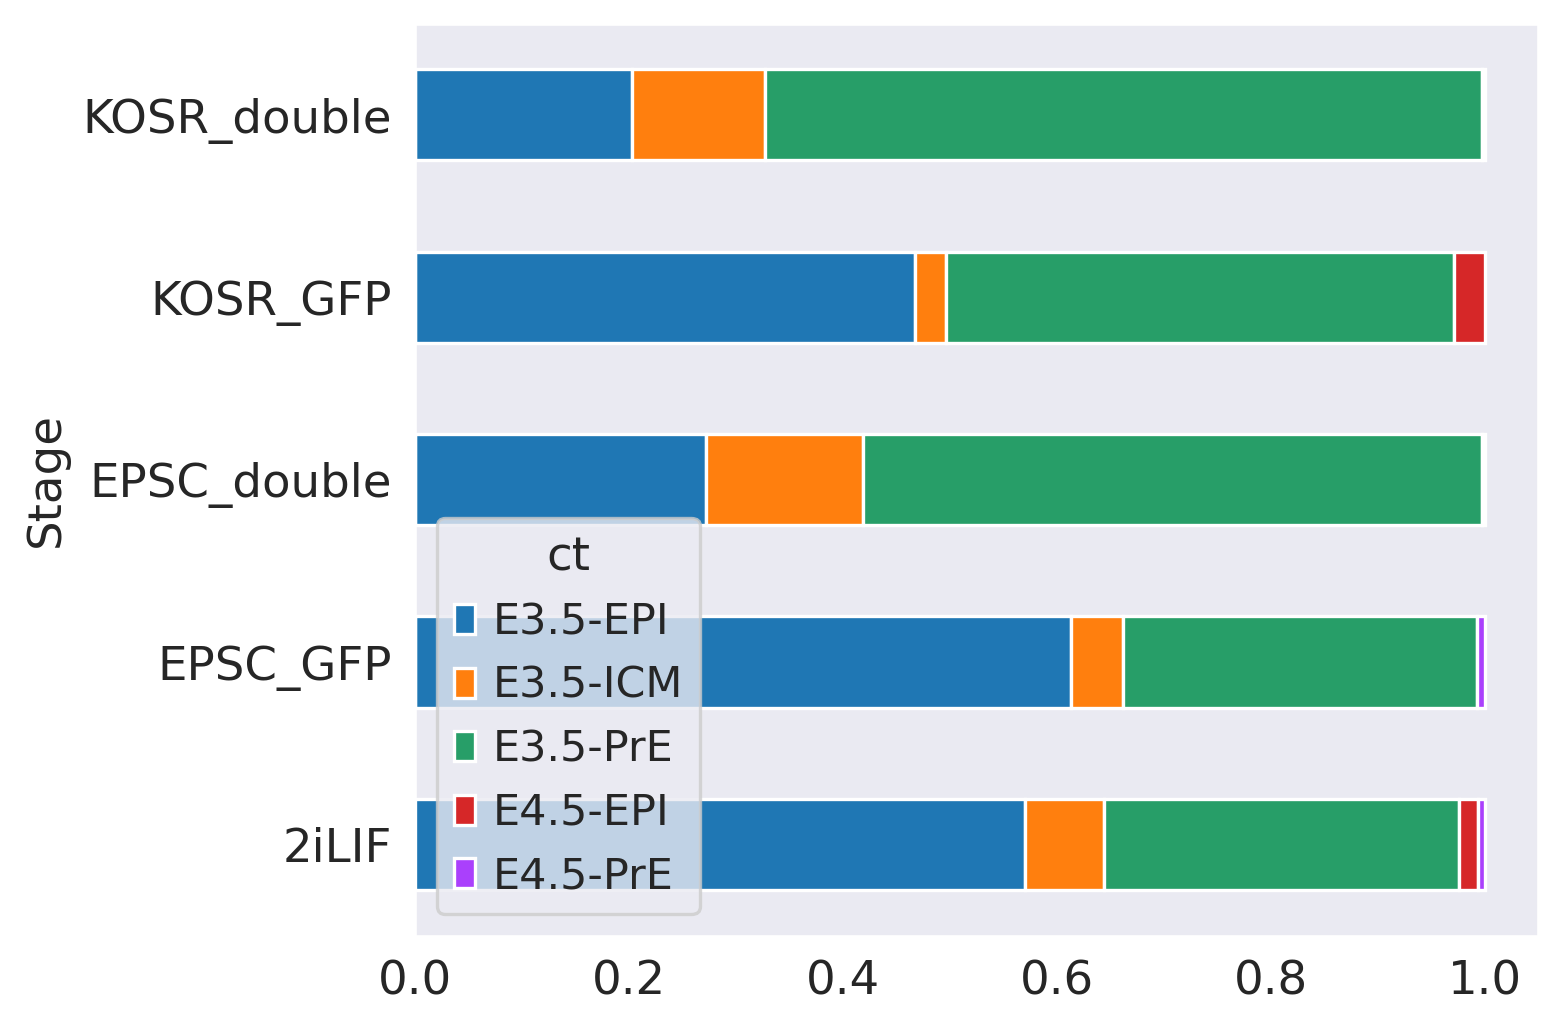 KOSR_double
KOSR_GFP
EPSC_double
EPSC_GFP
2iLIF
Stage
ct
E3.5-EPI
E3.5-ICM
E3.5-PrE
E4.5-EPI
E4.5-PrE
0.0 0.2 0.4 0.6 0.8 1.0